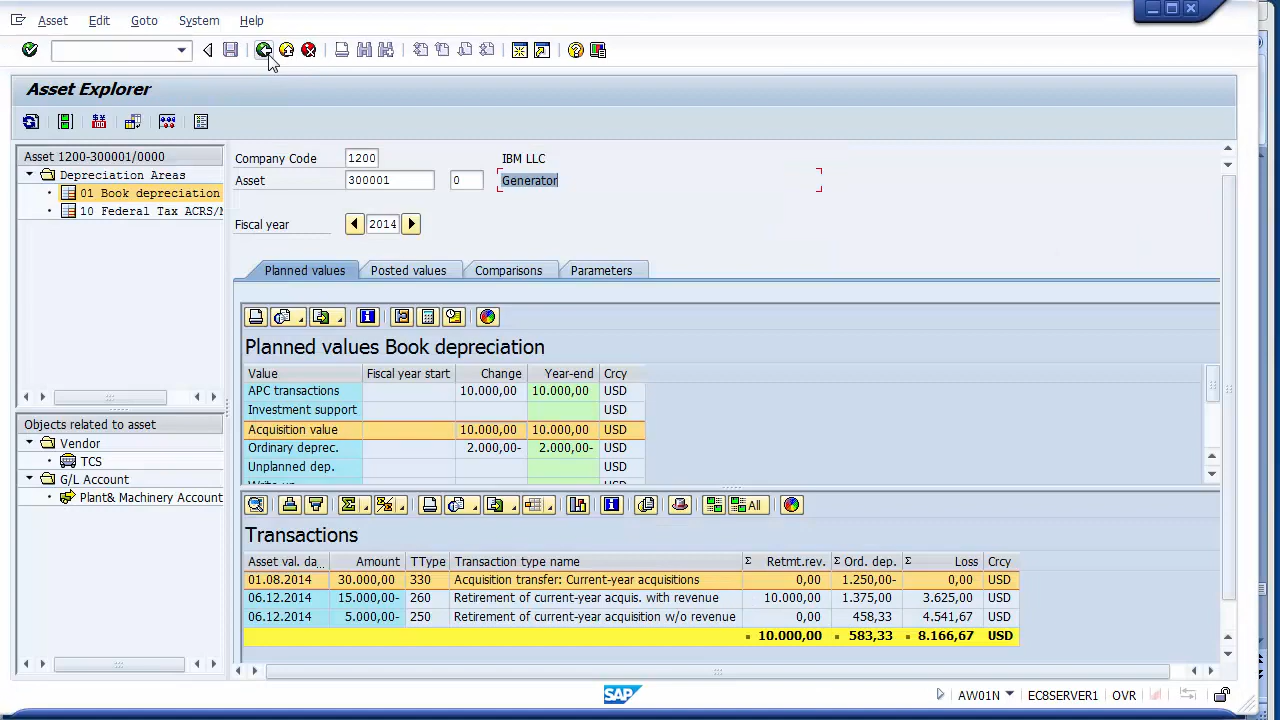 Asset Edit Goto System Help
Asset Explorer
Asset 1200-300001/0000
Depreciation Areas
01 Book depreciation
10 Federal Tax ACRS/M
Company Code 1200 IBM LLC
Asset 300001 0 Generator
Fiscal year 2014
Planned values Posted values Comparisons Parameters
Planned values Book depreciation
Value Fiscal year start Change Year-end Crcy
APC transactions 10.000,00 10.000,00 USD
Investment support USD
Acquisition value 10.000,00 10.000,00 USD
Ordinary deprec. 2.000,00- 2.000,00- USD
Unplanned dep. USD
Write-up USD
Objects related to asset
Vendor
TCS
G/L Account
Plant& Machinery Account
All
Transactions
Asset val. da... Amount TType Transaction type name Σ Retmt.rev. Σ Ord. dep. Σ Loss Crcy
01.08.2014 30.000,00 330 Acquisition transfer: Current-year acquisitions 0,00 1.250,00- 0,00 USD
06.12.2014 15.000,00- 260 Retirement of current-year acquis. with revenue 10.000,00 1.375,00 3.625,00 USD
06.12.2014 5.000,00- 250 Retirement of current-year acquisition w/o revenue 0,00 458,33 4.541,67 USD
10.000,00 583,33 8.166,67 USD
SAP
AW01N EC8SERVER1 OVR